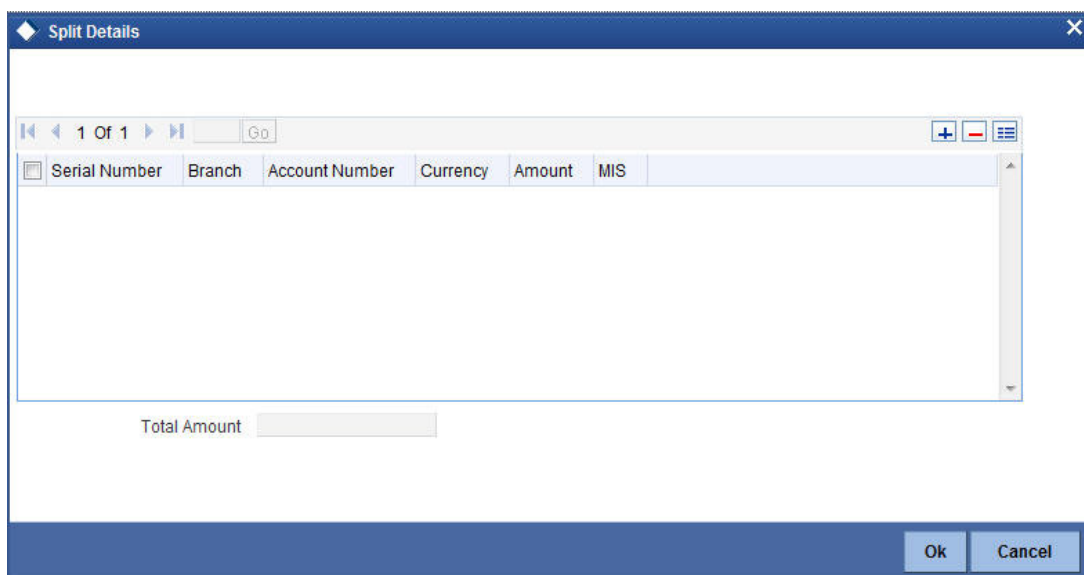 Split Details
1 Of 1 Go
Serial Number Branch Account Number Currency Amount MIS
Total Amount
Ok Cancel